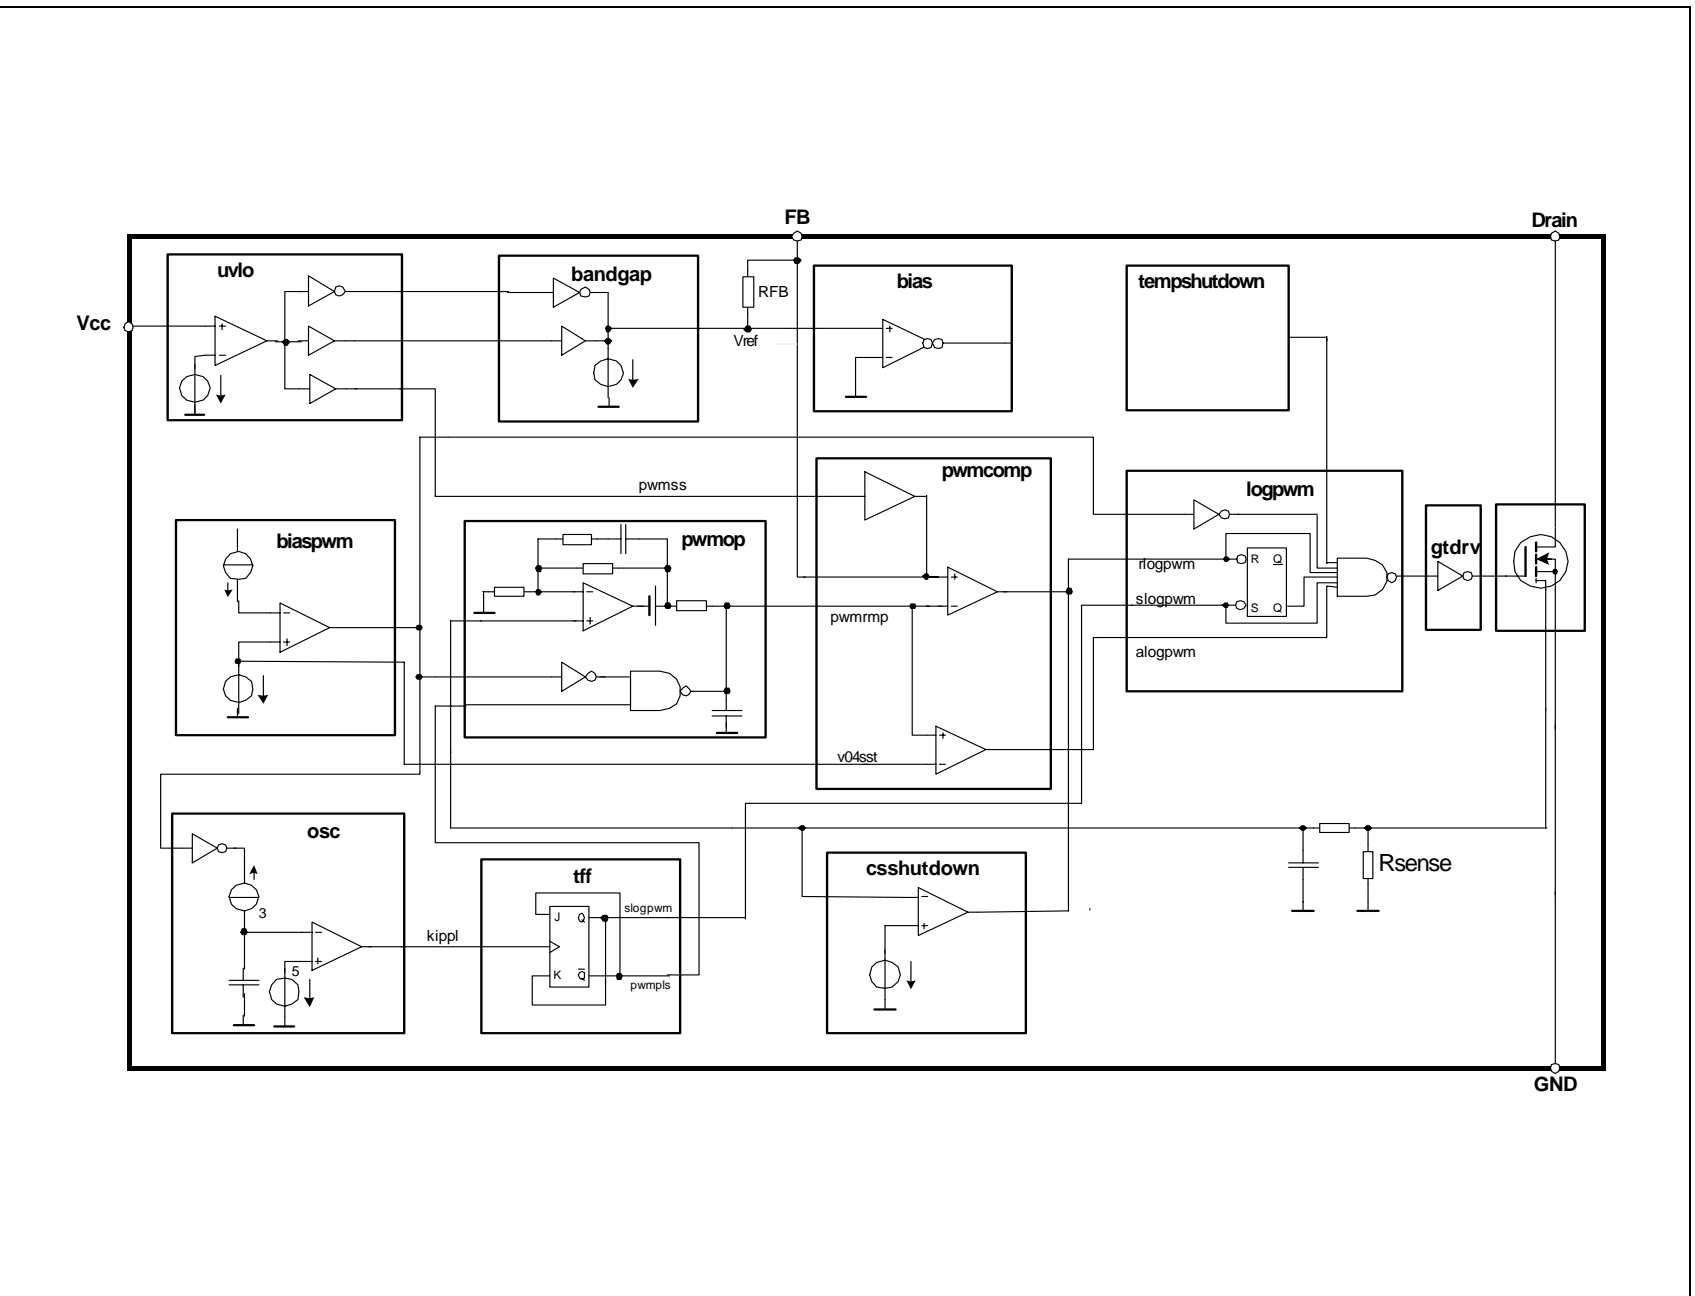 FB
Drain
uvlo
bandgap
bias
tempshutdown
RFB
Vcc
Vref
+
+
−
−
pwmss
pwmcomp
logpwm
biaspwm
pwmop
gtdrv
rlogpwm
R Q
slogpwm
S Q
−
+
−
+
+
−
pwmrmp
alogpwm
v04sst
+
−
osc
tff
csshutdown
Rsense
3
slogpwm
J Q
−
+
kippl
−
+
5
K Q
pwmpls
GND